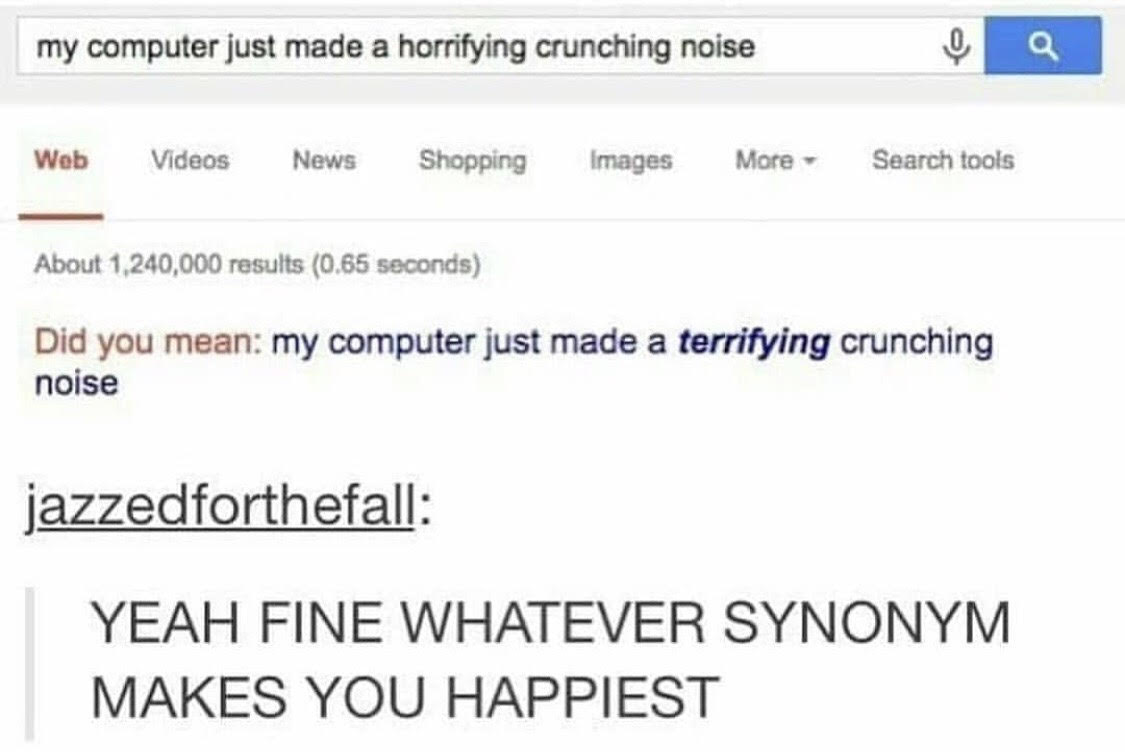 my computer just made a horrifying crunching noise
Web Videos News Shopping Images More Search tools
About 1,240,000 results (0.65 seconds)
Did you mean: my computer just made a terrifying crunching
noise
jazzedforthefall:
YEAH FINE WHATEVER SYNONYM
MAKES YOU HAPPIEST